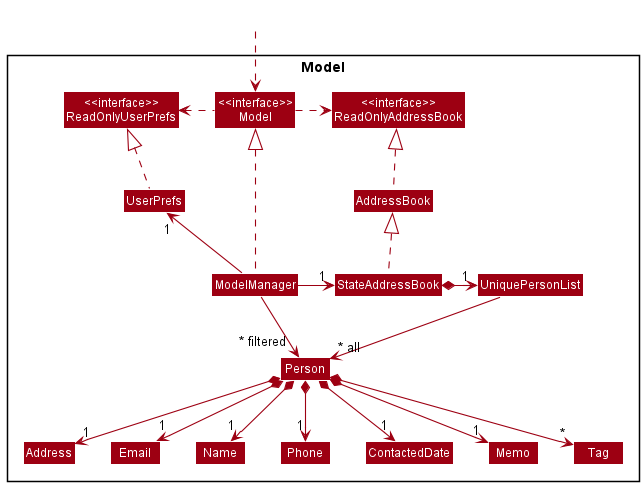 Model
<<interface>>
ReadOnlyUserPrefs
<<interface>>
Model
<<interface>>
ReadOnlyAddressBook
UserPrefs
AddressBook
1
ModelManager
1
StateAddressBook
1
UniquePersonList
* filtered
* all
Person
1
1
1
1
1
1
*
Address
Email
Name
Phone
ContactedDate
Memo
Tag